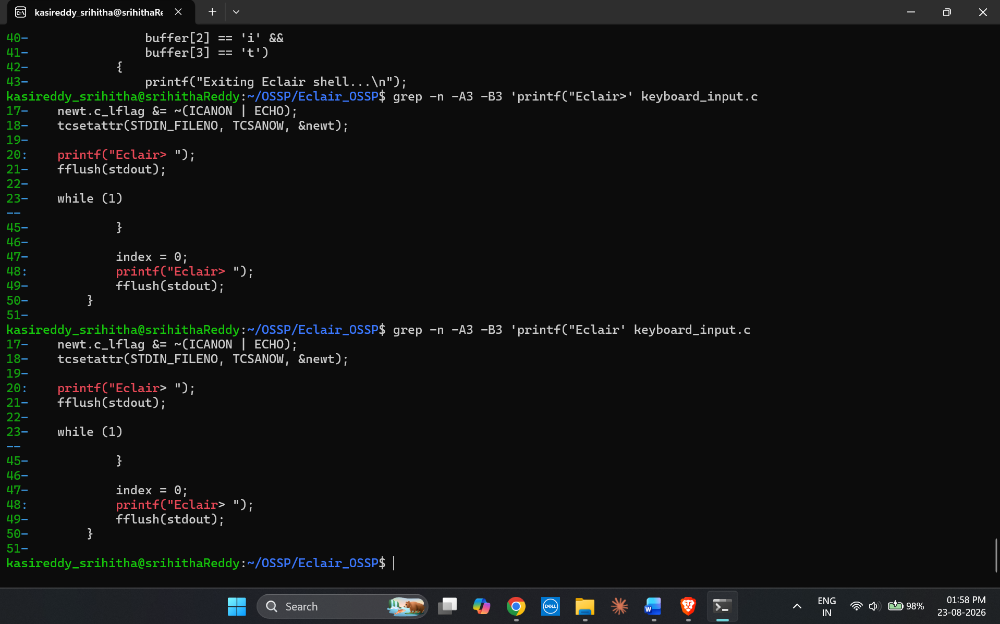 kasireddy_srihitha@srihithaRe
40-                buffer[2] == 'i' &&
41-                buffer[3] == 't')
42-            {
43-                printf("Exiting Eclair shell...\n");
kasireddy_srihitha@srihithaReddy:~/OSSP/Eclair_OSSP$ grep -n -A3 -B3 'printf("Eclair>' keyboard_input.c
17-    newt.c_lflag &= ~(ICANON | ECHO);
18-    tcsetattr(STDIN_FILENO, TCSANOW, &newt);
19-
20:    printf("Eclair> ");
21-    fflush(stdout);
22-
23-    while (1)
--
45-            }
46-
47-            index = 0;
48:            printf("Eclair> ");
49-            fflush(stdout);
50-        }
51-
kasireddy_srihitha@srihithaReddy:~/OSSP/Eclair_OSSP$ grep -n -A3 -B3 'printf("Eclair' keyboard_input.c
17-    newt.c_lflag &= ~(ICANON | ECHO);
18-    tcsetattr(STDIN_FILENO, TCSANOW, &newt);
19-
20:    printf("Eclair> ");
21-    fflush(stdout);
22-
23-    while (1)
--
45-            }
46-
47-            index = 0;
48:            printf("Eclair> ");
49-            fflush(stdout);
50-        }
51-
kasireddy_srihitha@srihithaReddy:~/OSSP/Eclair_OSSP$
Search
DELL
W
ENG
IN
98%
01:58 PM
23-08-2026